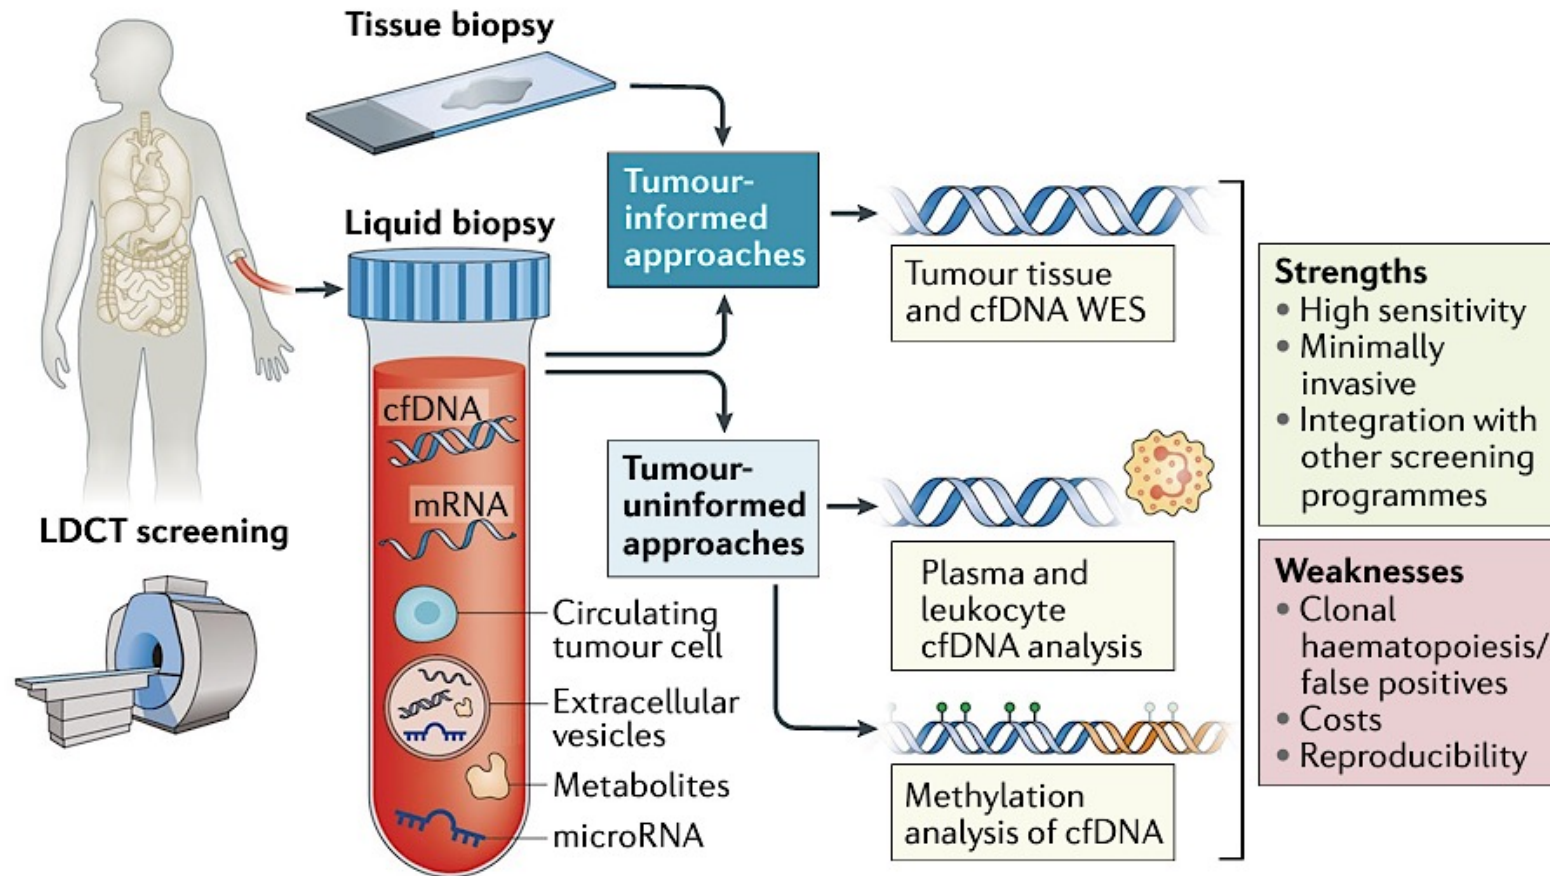 Tissue biopsy
Liquid biopsy
LDCT screening
cfDNA
mRNA
Circulating
tumour cell
Extracellular
vesicles
Metabolites
microRNA
Tumour-
informed
approaches
Tumour-
uninformed
approaches
Tumour tissue
and cfDNA WES
Plasma and
leukocyte
cfDNA analysis
Methylation
analysis of cfDNA
Strengths
• High sensitivity
• Minimally
invasive
• Integration with
other screening
programmes
Weaknesses
• Clonal
haematopoiesis/
false positives
• Costs
• Reproducibility